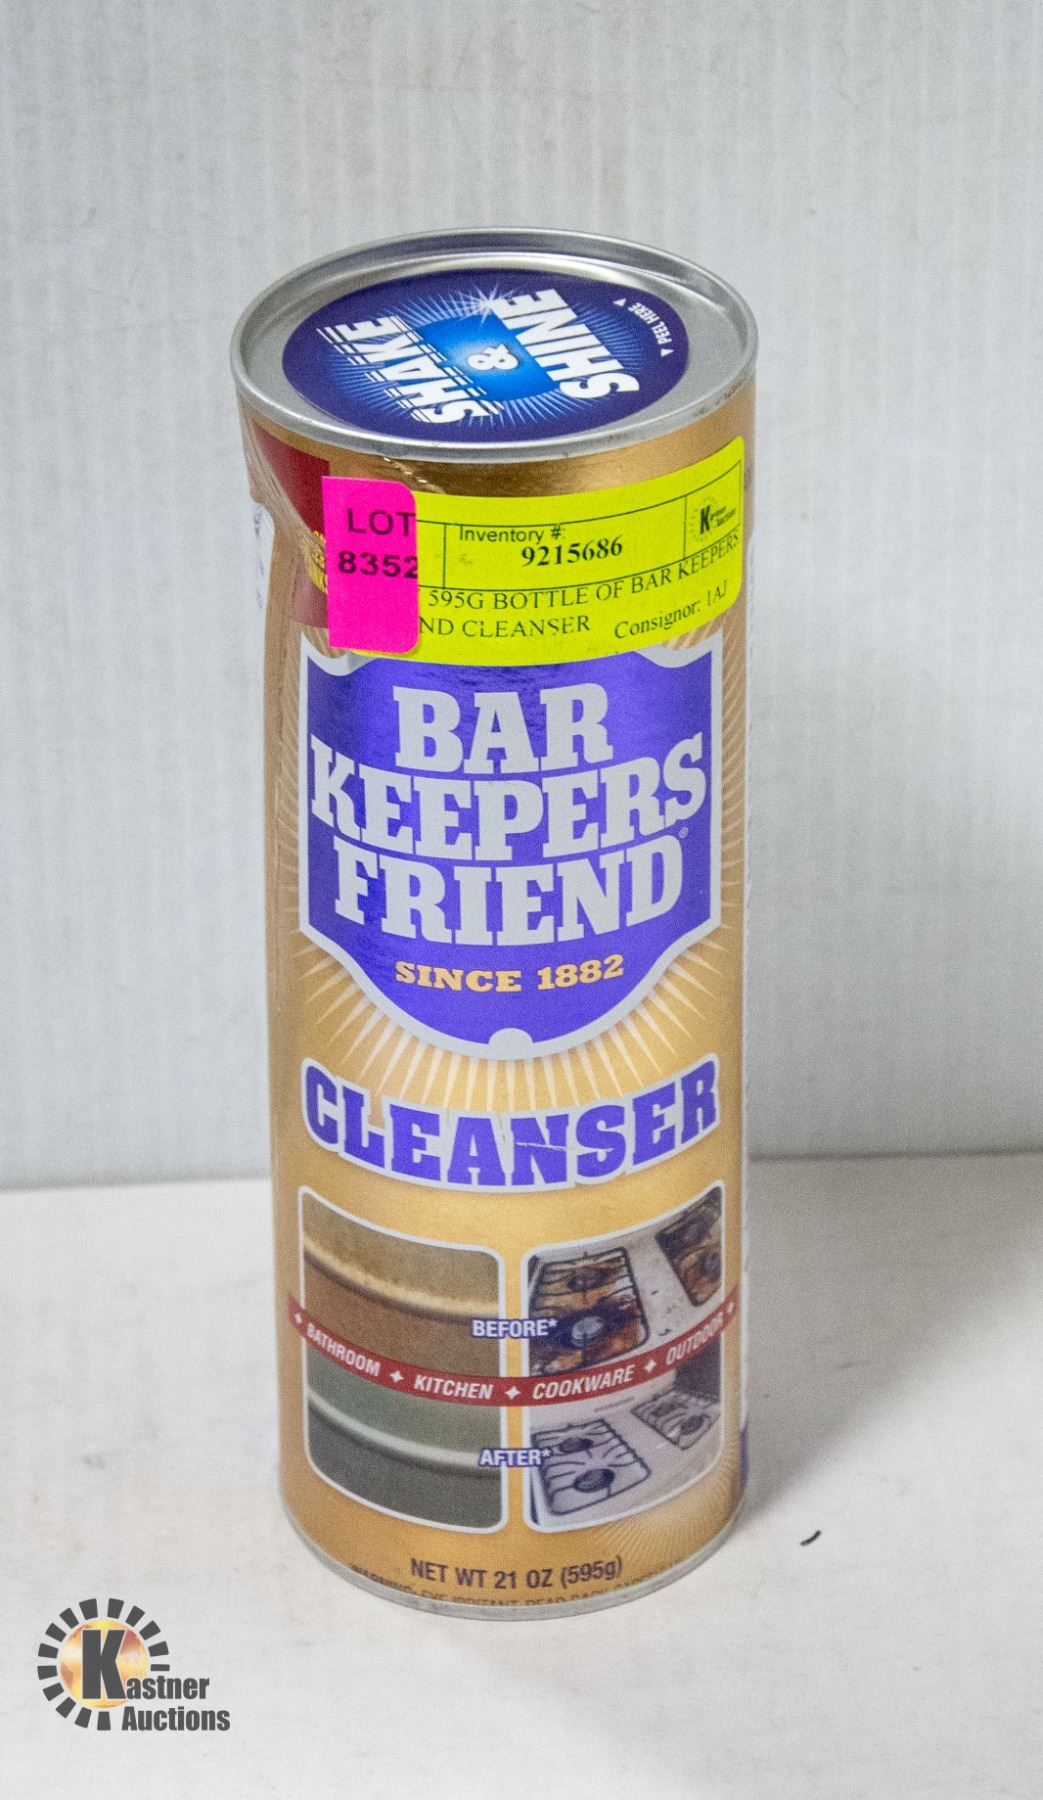 SHAKE
&
SHINE
PEEL HERE
LOT
8352
Inventory #:
9215686
595G BOTTLE OF BAR KEEPERS
ND CLEANSER Consignor: 1AJ
BAR
KEEPERS
FRIEND®
SINCE 1882
CLEANSER
BEFORE*
BATHROOM ✦ KITCHEN ✦ COOKWARE ✦ OUTDOOR
AFTER*
NET WT 21 OZ (595g)
Kastner
Auctions